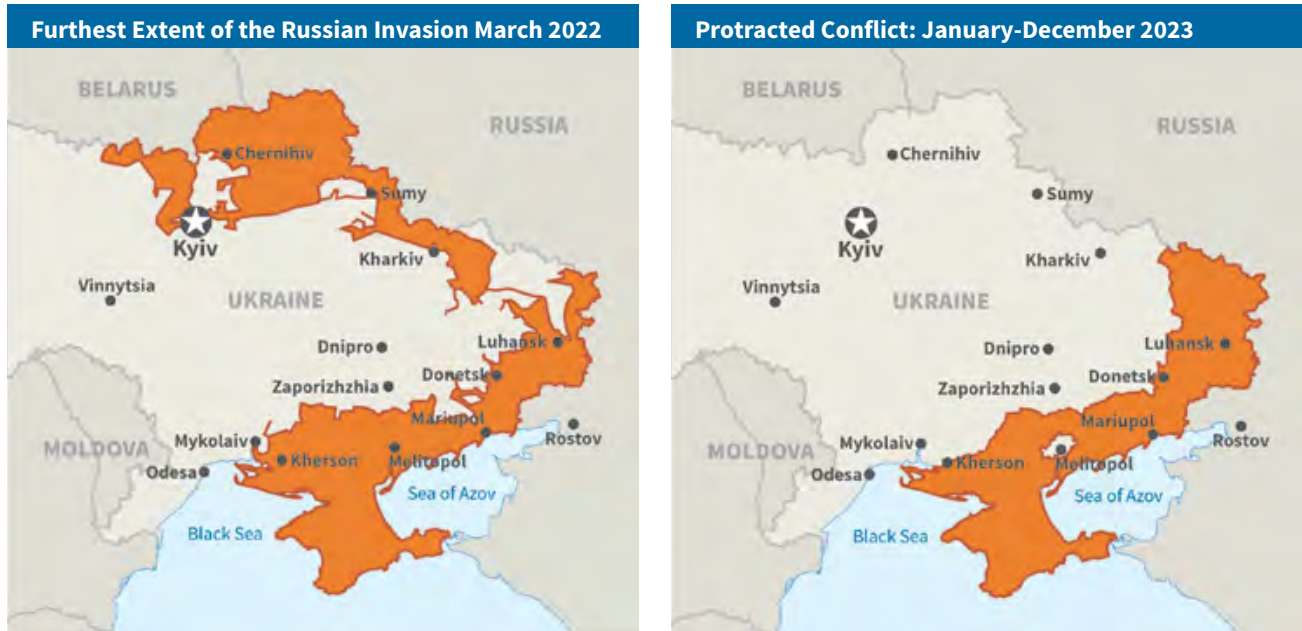 Furthest Extent of the Russian Invasion March 2022
BELARUS
RUSSIA
Chernihiv
Sumy
Kyiv
Kharkiv
Vinnytsia
UKRAINE
Dnipro
Luhansk
Zaporizhzhia
Donetsk
Mariupol
MOLDOVA
Mykolaiv
Rostov
Kherson
Melitopol
Odesa
Sea of Azov
Black Sea
Protracted Conflict: January-December 2023
BELARUS
RUSSIA
Chernihiv
Sumy
Kyiv
Kharkiv
Vinnytsia
UKRAINE
Dnipro
Luhansk
Zaporizhzhia
Donetsk
Mariupol
MOLDOVA
Mykolaiv
Rostov
Kherson
Melitopol
Odesa
Sea of Azov
Black Sea